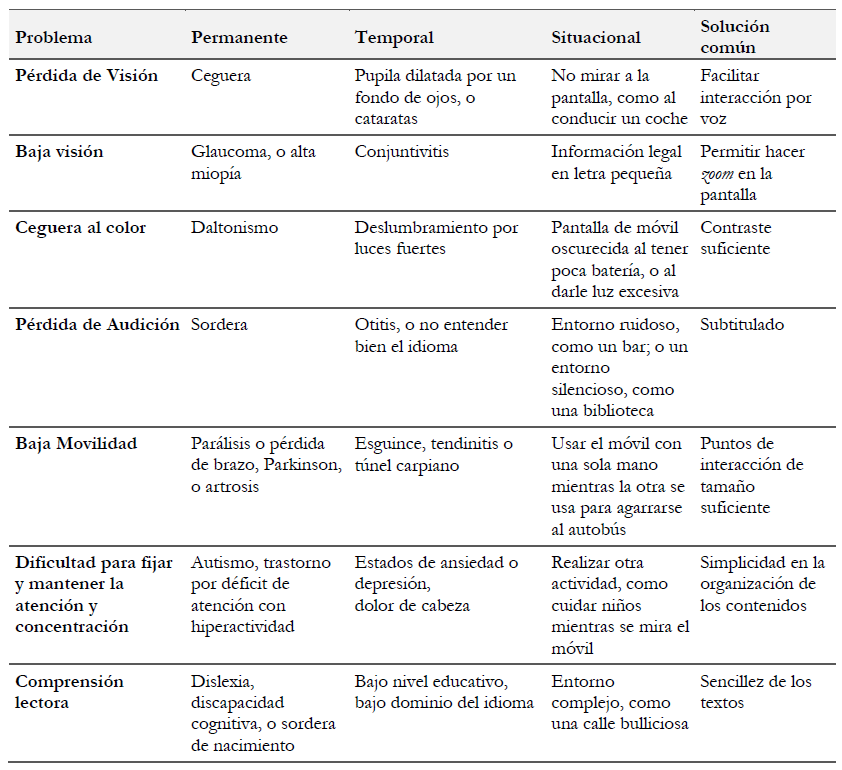 Problema Permanente Temporal Situacional Solución común
Pérdida de Visión Ceguera Pupila dilatada por un fondo de ojos, o cataratas No mirar a la pantalla, como al conducir un coche Facilitar interacción por voz
Baja visión Glaucoma, o alta miopía Conjuntivitis Información legal en letra pequeña Permitir hacer zoom en la pantalla
Ceguera al color Daltonismo Deslumbramiento por luces fuertes Pantalla de móvil oscurecida al tener poca batería, o al darle luz excesiva Contraste suficiente
Pérdida de Audición Sordera Otitis, o no entender bien el idioma Entorno ruidoso, como un bar; o un entorno silencioso, como una biblioteca Subtitulado
Baja Movilidad Parálisis o pérdida de brazo, Parkinson, o artrosis Esguince, tendinitis o túnel carpiano Usar el móvil con una sola mano mientras la otra se usa para agarrarse al autobús Puntos de interacción de tamaño suficiente
Dificultad para fijar y mantener la atención y concentración Autismo, trastorno por déficit de atención con hiperactividad Estados de ansiedad o depresión, dolor de cabeza Realizar otra actividad, como cuidar niños mientras se mira el móvil Simplicidad en la organización de los contenidos
Comprensión lectora Dislexia, discapacidad cognitiva, o sordera de nacimiento Bajo nivel educativo, bajo dominio del idioma Entorno complejo, como una calle bulliciosa Sencillez de los textos